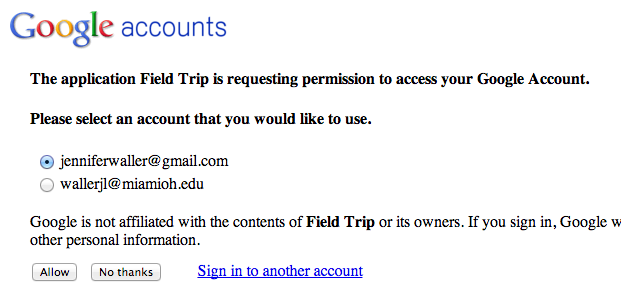 Google accounts
The application Field Trip is requesting permission to access your Google Account.
Please select an account that you would like to use.
jenniferwaller@gmail.com
wallerjl@miamioh.edu
Google is not affiliated with the contents of Field Trip or its owners. If you sign in, Google w
other personal information.
Allow No thanks Sign in to another account